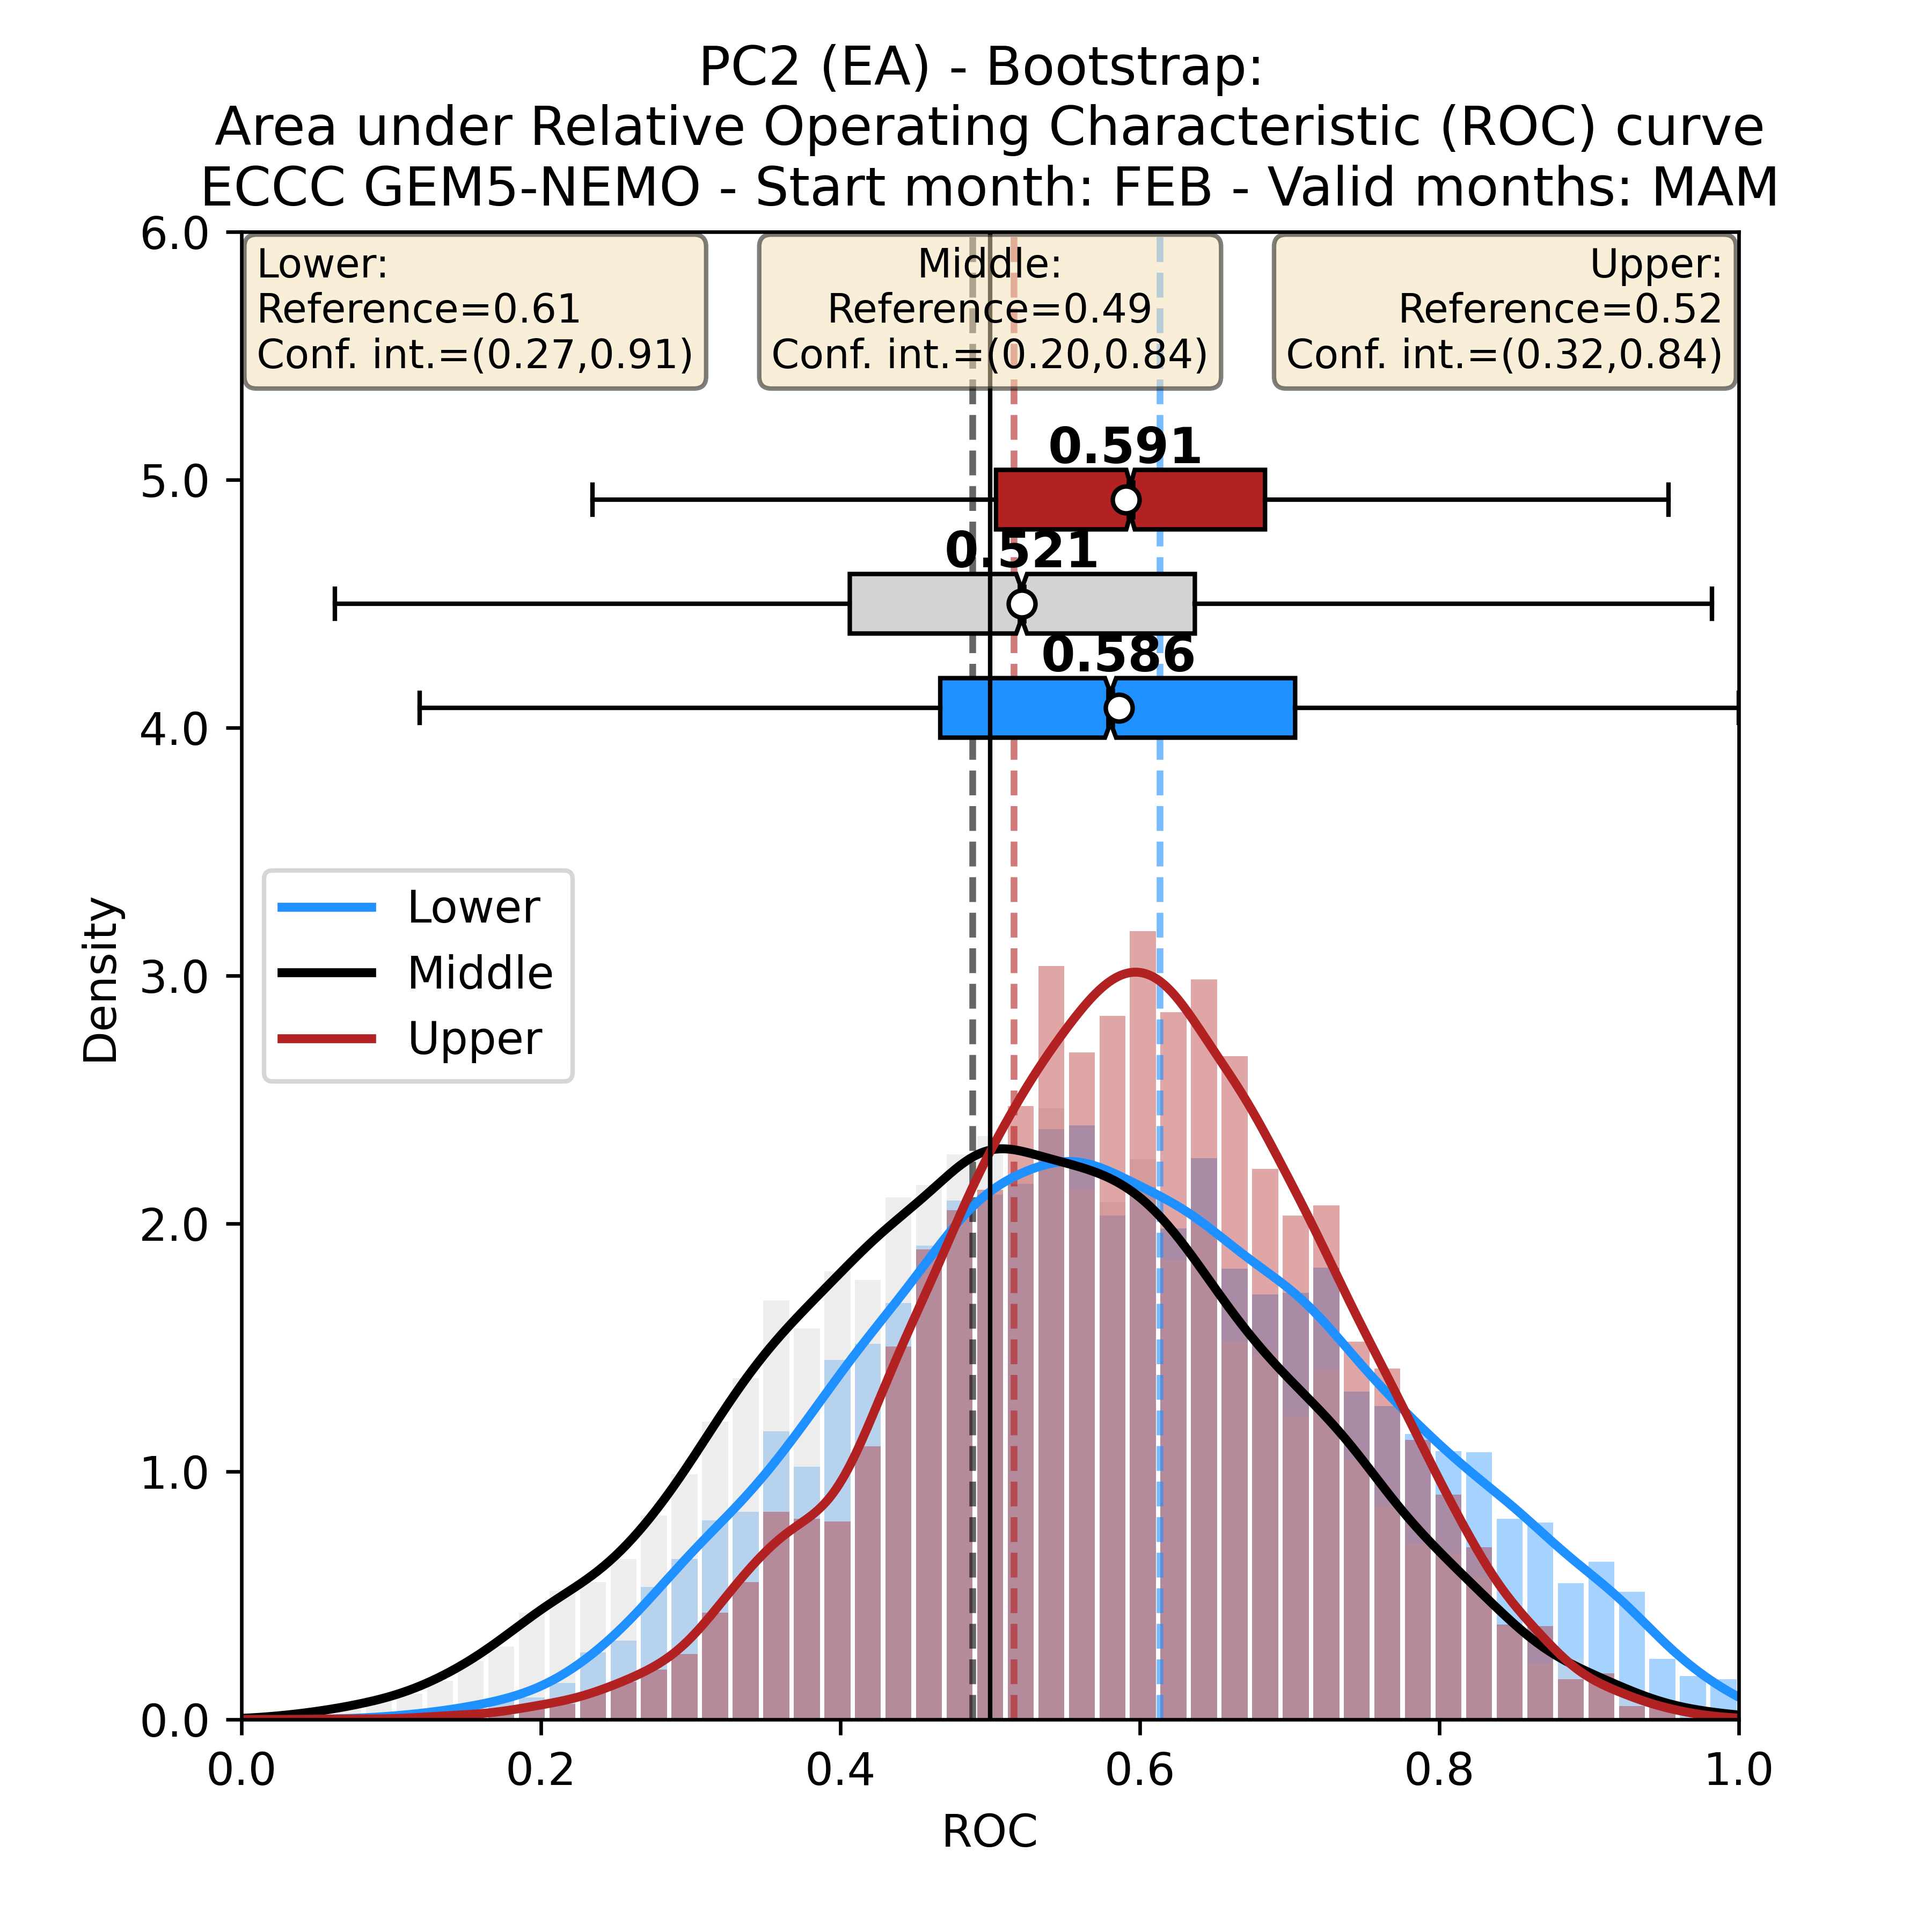 PC2 (EA) - Bootstrap:
Area under Relative Operating Characteristic (ROC) curve
ECCC GEM5-NEMO - Start month: FEB - Valid months: MAM
Lower:
Reference=0.61
Conf. int.=(0.27,0.91)
Middle:
Reference=0.49
Conf. int.=(0.20,0.84)
Upper:
Reference=0.52
Conf. int.=(0.32,0.84)
0.591
0.521
0.586
Lower
Middle
Upper
Density
6.0
5.0
4.0
3.0
2.0
1.0
0.0
0.0 0.2 0.4 0.6 0.8 1.0
ROC